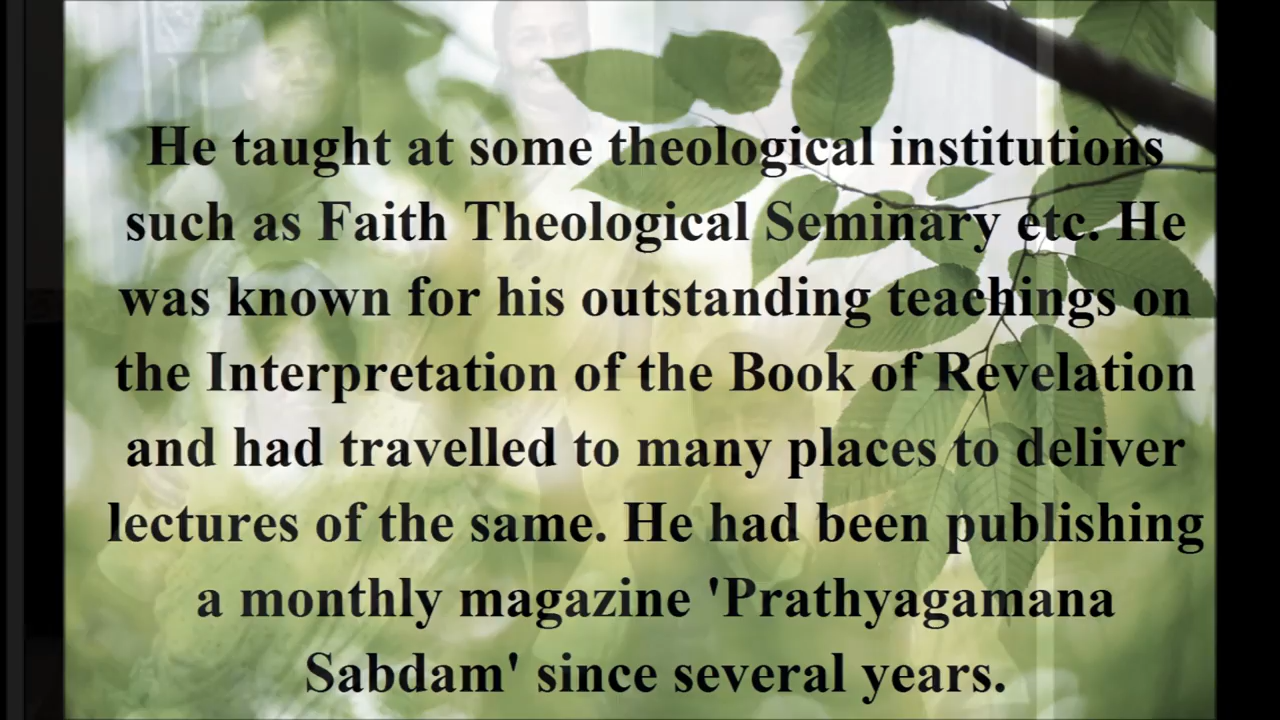 He taught at some theological institutions
such as Faith Theological Seminary etc. He
was known for his outstanding teachings on
the Interpretation of the Book of Revelation
and had travelled to many places to deliver
lectures of the same. He had been publishing
a monthly magazine 'Prathyagamana
Sabdam' since several years.